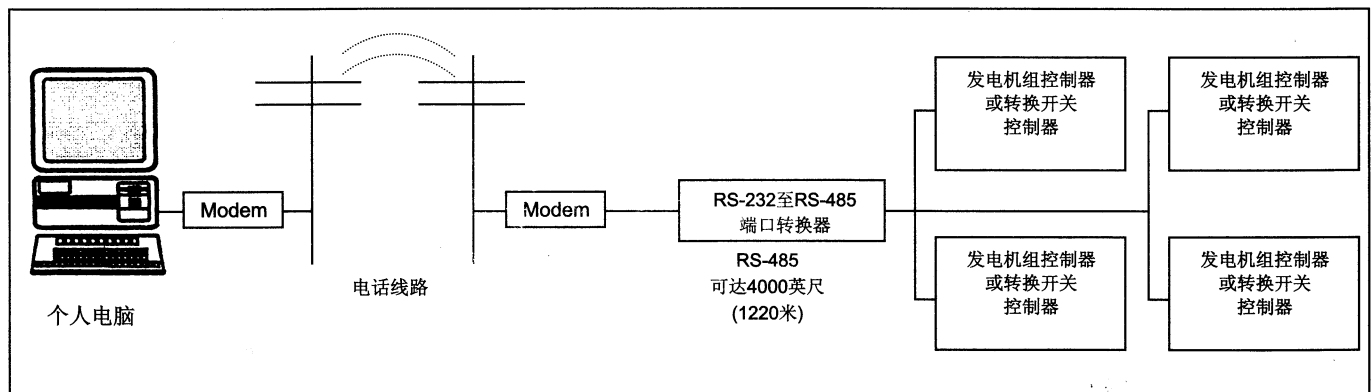 个人电脑
Modem
电话线路
Modem
RS-232至RS-485
端口转换器
RS-485
可达4000英尺
(1220米)
发电机组控制器
或转换开关
控制器
发电机组控制器
或转换开关
控制器
发电机组控制器
或转换开关
控制器
发电机组控制器
或转换开关
控制器